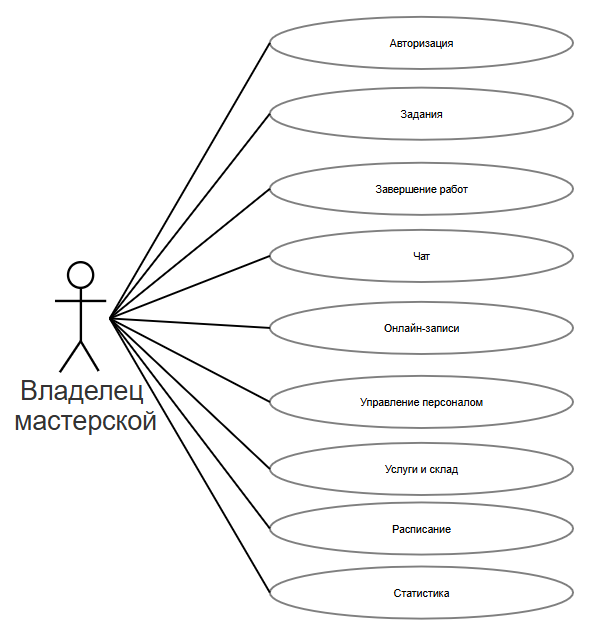 Авторизация
Задания
Завершение работ
Чат
Онлайн-записи
Управление персоналом
Услуги и склад
Расписание
Статистика
Владелец
мастерской